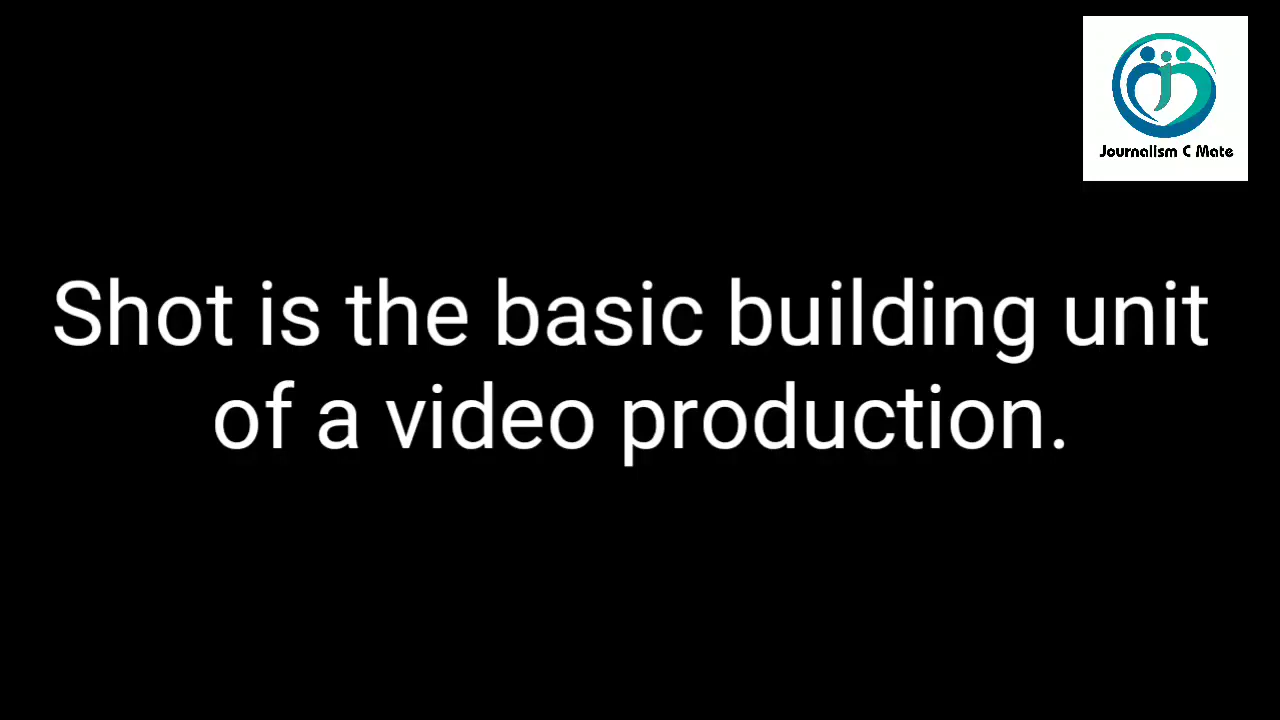 Journalism C Mate
Shot is the basic building unit
of a video production.